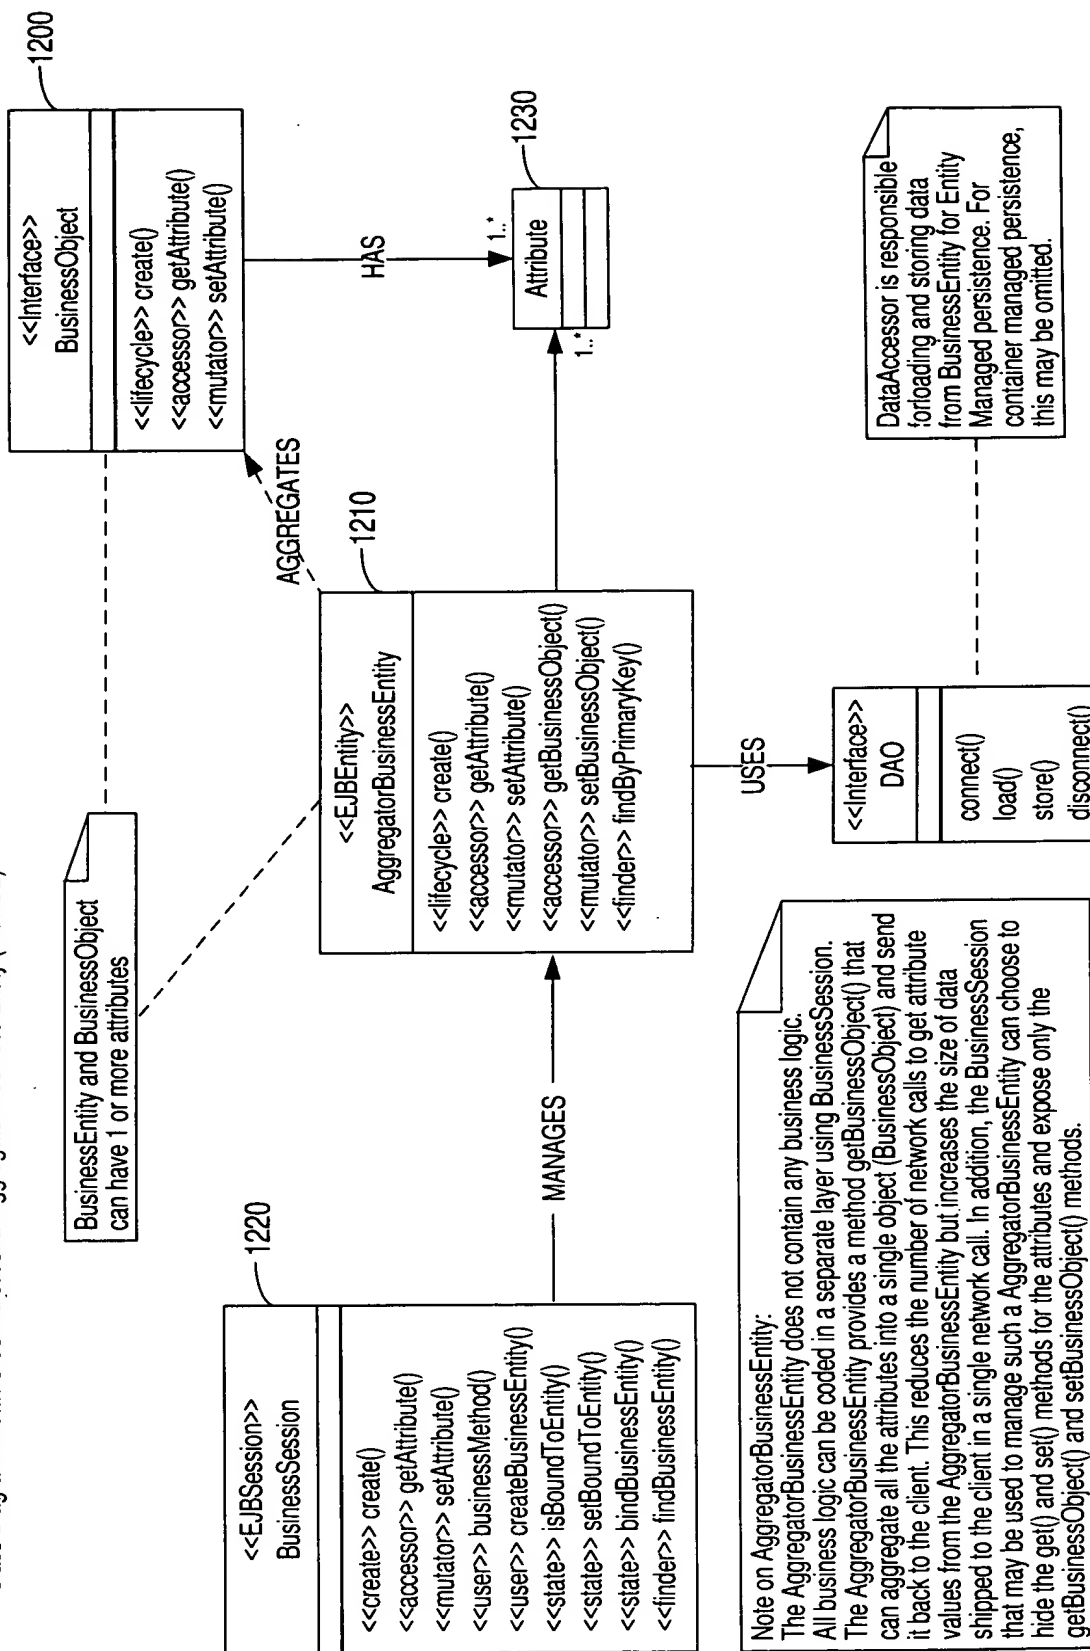 BusinessEntity and BusinessObject
can have 1 or more attributes
<<Interface>>
BusinessObject
<<lifecycle>> create()
<<accessor>> getAttribute()
<<mutator>> setAttribute()
1200
AGGREGATES
HAS
1..*
Attribute
1..*
1230
<<EJBSession>>
BusinessSession
<<create>> create()
<<accessor>> getAttribute()
<<mutator>> setAttribute()
<<user>> businessMethod()
<<user>> createBusinessEntity()
<<state>> isBoundToEntity()
<<state>> setBoundToEntity()
<<state>> bindBusinessEntity()
<<finder>> findBusinessEntity()
1220
MANAGES
<<EJBEntity>>
AggregatorBusinessEntity
<<lifecycle>> create()
<<accessor>> getAttribute()
<<mutator>> setAttribute()
<<accessor>> getBusinessObject()
<<mutator>> setBusinessObject()
<<finder>> findByPrimaryKey()
1210
USES
<<Interface>>
DAO
connect()
load()
store()
disconnect()
DataAccessor is responsible
forloading and storing data
from BusinessEntity for Entity
Managed persistence. For
container managed persistence,
this may be omitted.
Note on AggregatorBusinessEntity:
The AggregatorBusinessEntity does not contain any business logic.
All business logic can be coded in a separate layer using BusinessSession.
The AggregatorBusinessEntity provides a method getBusinessObject() that
can aggregate all the attributes into a single object (BusinessObject) and send
it back to the client. This reduces the number of network calls to get attribute
values from the AggregatorBusinessEntity but increases the size of data
shipped to the client in a single network call. In addition, the BusinessSession
that may be used to manage such a AggregatorBusinessEntity can choose to
hide the get() and set() methods for the attributes and expose only the
getBusinessObject() and setBusinessObject() methods.